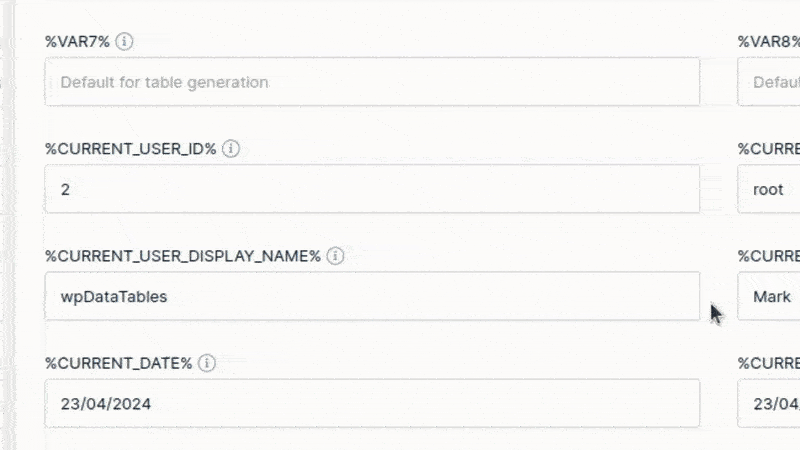 %VAR7% %VAR8%
Default for table generation Defaul
%CURRENT_USER_ID% %CURRE
2 root
%CURRENT_USER_DISPLAY_NAME% %CURRE
wpDataTables Mark
%CURRENT_DATE% %CURRE
23/04/2024 23/04/